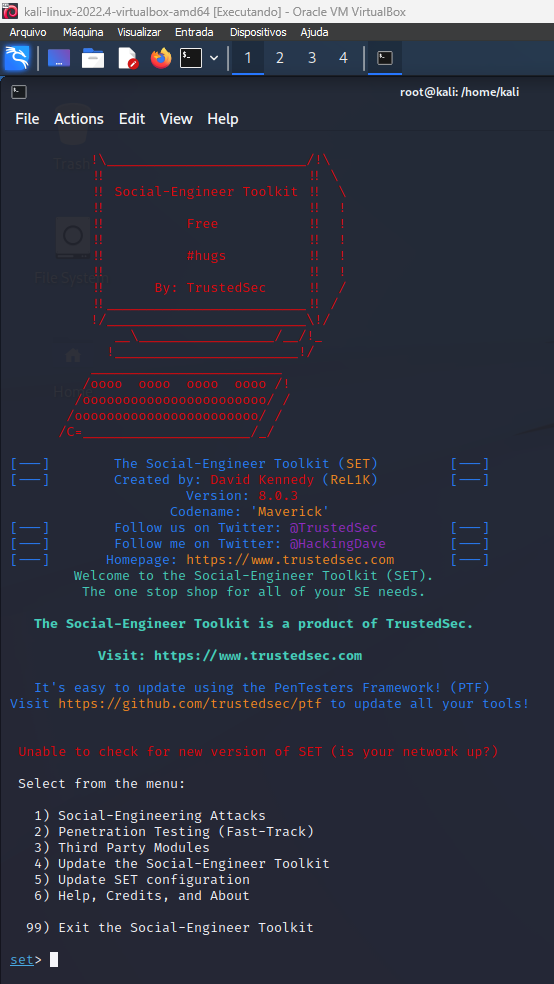 kali-linux-2022.4-virtualbox-amd64 [Executando] - Oracle VM VirtualBox
Arquivo Máquina Visualizar Entrada Dispositivos Ajuda
1 2 3 4
root@kali: /home/kali
File Actions Edit View Help
Trash
File System
Home
!\_________________________/!\
!! !! \
!! Social-Engineer Toolkit !! \
!! !! !
!! Free !! !
!! !! !
!! #hugs !! !
!! !! !
!! By: TrustedSec !! /
!!_________________________!! /
!/_________________________\!/
__\_________________/__/!_
!_______________________!/
________________________
/oooo oooo oooo oooo /!
/ooooooooooooooooooooooo/ /
/ooooooooooooooooooooooo/ /
/C=_____________________/_/
[---] The Social-Engineer Toolkit (SET) [---]
[---] Created by: David Kennedy (ReL1K) [---]
Version: 8.0.3
Codename: 'Maverick'
[---] Follow us on Twitter: @TrustedSec [---]
[---] Follow me on Twitter: @HackingDave [---]
[---] Homepage: https://www.trustedsec.com [---]
Welcome to the Social-Engineer Toolkit (SET).
The one stop shop for all of your SE needs.
The Social-Engineer Toolkit is a product of TrustedSec.
Visit: https://www.trustedsec.com
It's easy to update using the PenTesters Framework! (PTF)
Visit https://github.com/trustedsec/ptf to update all your tools!
Unable to check for new version of SET (is your network up?)
Select from the menu:
1) Social-Engineering Attacks
2) Penetration Testing (Fast-Track)
3) Third Party Modules
4) Update the Social-Engineer Toolkit
5) Update SET configuration
6) Help, Credits, and About
99) Exit the Social-Engineer Toolkit
set>